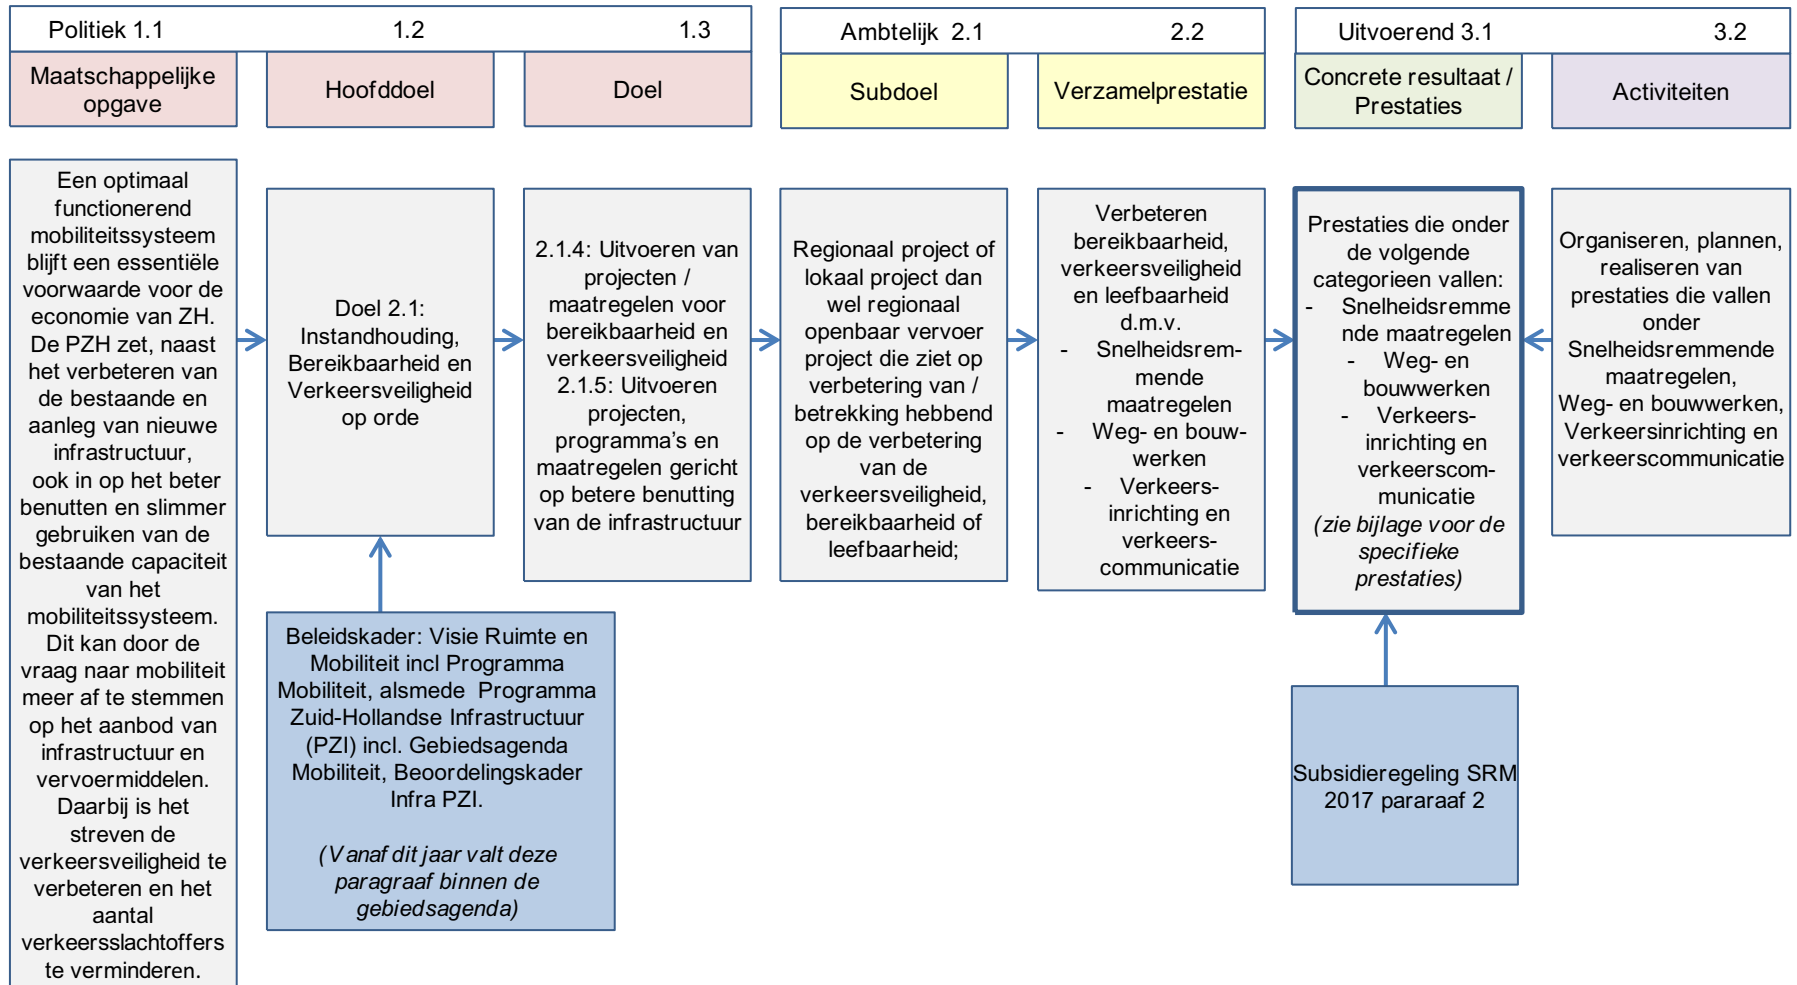 Politiek 1.1
1.2
1.3
Ambtelijk 2.1
2.2
Uitvoerend 3.1
3.2
Maatschappelijke
opgave
Hoofddoel
Doel
Subdoel
Verzamelprestatie
Concrete resultaat /
Prestaties
Activiteiten
Een optimaal
functionerend
mobiliteitssysteem
blijft een essentiële
voorwaarde voor de
economie van ZH.
De PZH zet, naast
het verbeteren van
de bestaande en
aanleg van nieuwe
infrastructuur,
ook in op het beter
benutten en slimmer
gebruiken van de
bestaande capaciteit
van het
mobiliteitssysteem.
Dit kan door de
vraag naar mobiliteit
meer af te stemmen
op het aanbod van
infrastructuur en
vervoermiddelen.
Daarbij is het
streven de
verkeersveiligheid te
verbeteren en het
aantal
verkeersslachtoffers
te verminderen.
Doel 2.1:
Instandhouding,
Bereikbaarheid en
Verkeersveiligheid
op orde
2.1.4: Uitvoeren van
projecten /
maatregelen voor
bereikbaarheid en
verkeersveiligheid
2.1.5: Uitvoeren
projecten,
programma's en
maatregelen gericht
op betere benutting
van de infrastructuur
Regionaal project of
lokaal project dan
wel regionaal
openbaar vervoer
project die ziet op
verbetering van /
betrekking hebbend
op de verbetering
van de
verkeersveiligheid,
bereikbaarheid of
leefbaarheid;
Verbeteren
bereikbaarheid,
verkeersveiligheid
en leefbaarheid
d.m.v.
- Snelheidsrem-
mende
maatregelen
- Weg- en bouw-
werken
- Verkeers-
inrichting en
verkeers-
communicatie
Prestaties die onder
de volgende
categorieen vallen:
- Snelheidsremme
nde maatregelen
- Weg- en
bouwwerken
- Verkeers-
inrichting en
verkeerscom-
municatie
(zie bijlage voor de
specifieke
prestaties)
Organiseren, plannen,
realiseren van
prestaties die vallen
onder
Snelheidsremmende
maatregelen,
Weg- en bouwwerken,
Verkeersinrichting en
verkeerscommunicatie
Beleidskader: Visie Ruimte en
Mobiliteit incl Programma
Mobiliteit, alsmede Programma
Zuid-Hollandse Infrastructuur
(PZI) incl. Gebiedsagenda
Mobiliteit, Beoordelingskader
Infra PZI.
(Vanaf dit jaar valt deze
paragraaf binnen de
gebiedsagenda)
Subsidieregeling SRM
2017 pararaaf 2